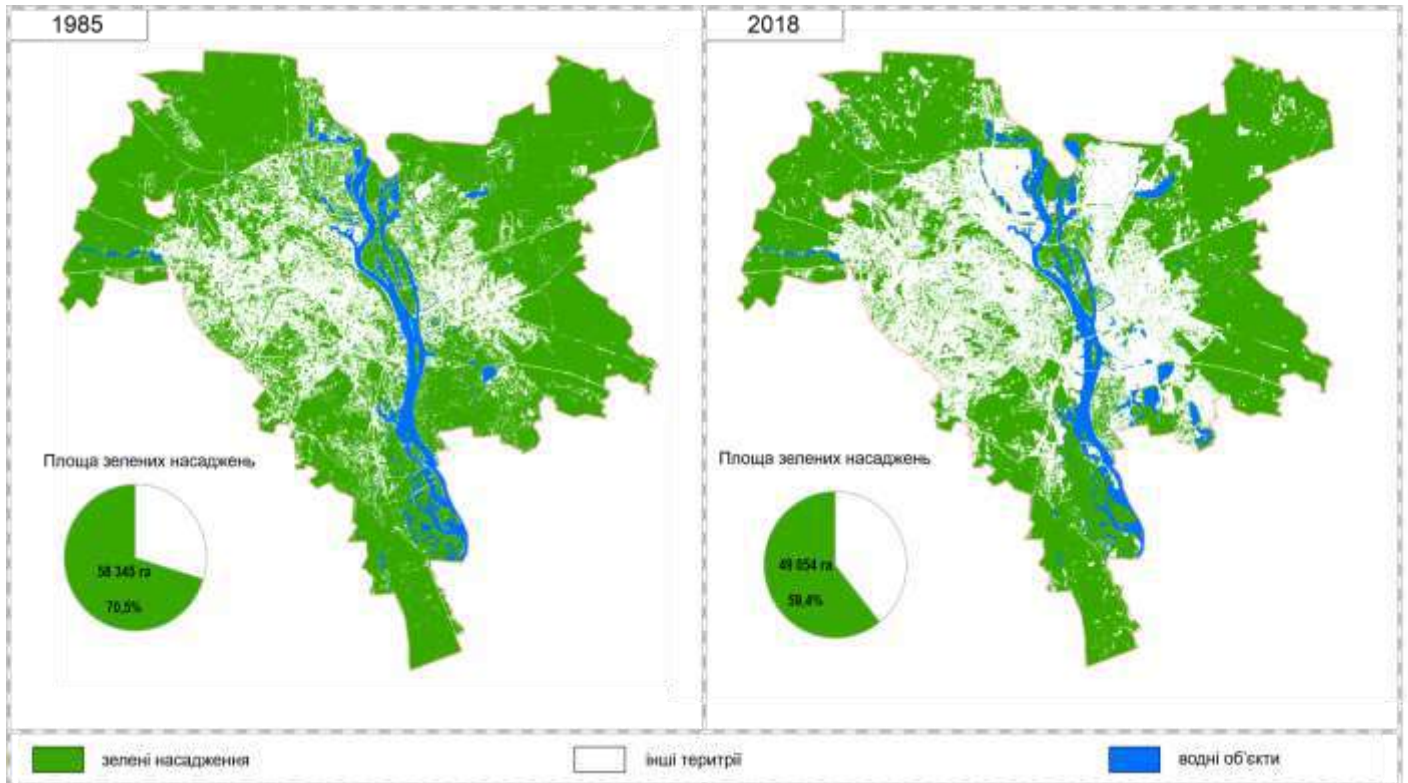 1985
2018
Площа зелених насаджень
58 345 га
70,5%
Площа зелених насаджень
49 054 га
59,4%
зелені насадження
інші території
водні об'єкти